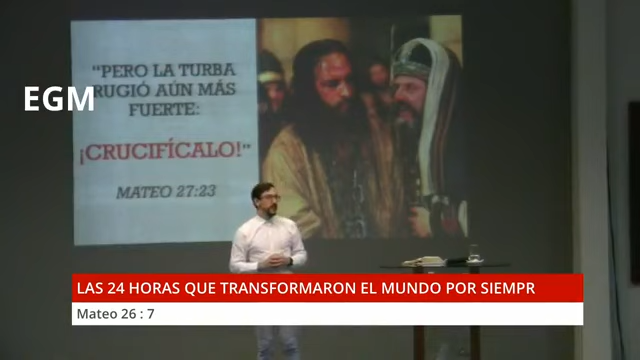 “PERO LA TURBA
RUGIÓ AÚN MÁS
FUERTE:
¡CRUCIFÍCALO!”
MATEO 27:23
EGM
LAS 24 HORAS QUE TRANSFORMARON EL MUNDO POR SIEMPR
Mateo 26 : 7